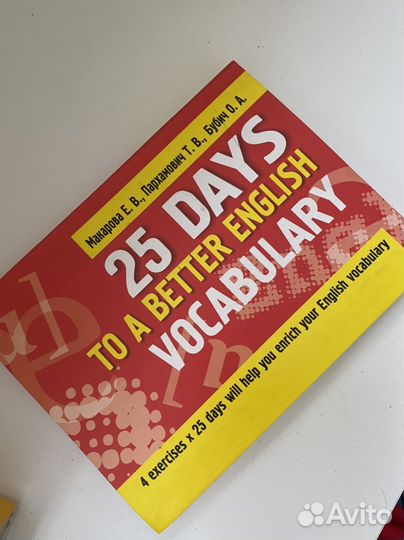 Макарова Е. В., Пархамович Т. В., Бубич О. А.
25 DAYS
TO A BETTER ENGLISH
VOCABULARY
4 exercises x 25 days will help you enrich your English vocabulary
Avito